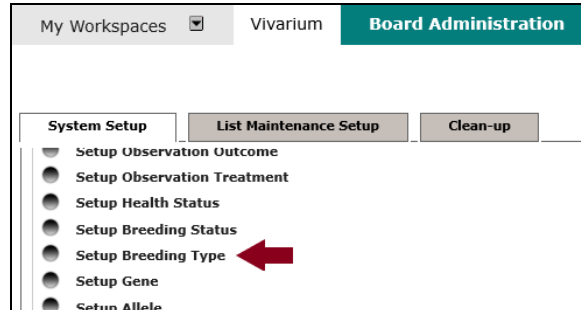 My Workspaces Vivarium Board Administration
System Setup List Maintenance Setup Clean-up
Setup Observation Outcome
Setup Observation Treatment
Setup Health Status
Setup Breeding Status
Setup Breeding Type
Setup Gene
Setup Allele